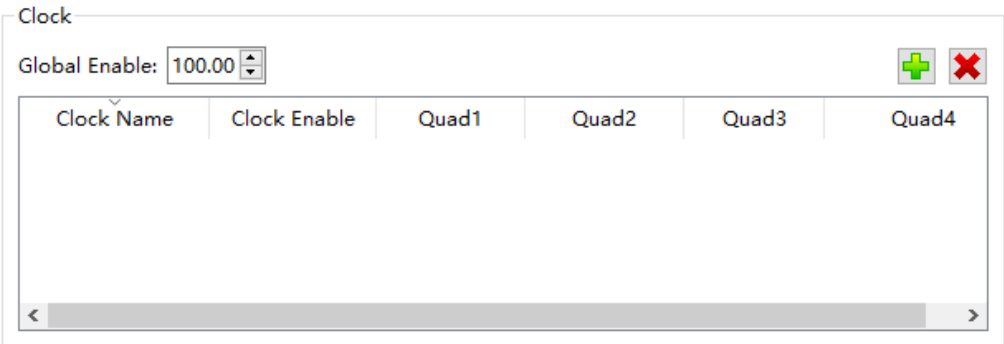 Clock
Global Enable: 100.00
Clock Name Clock Enable Quad1 Quad2 Quad3 Quad4